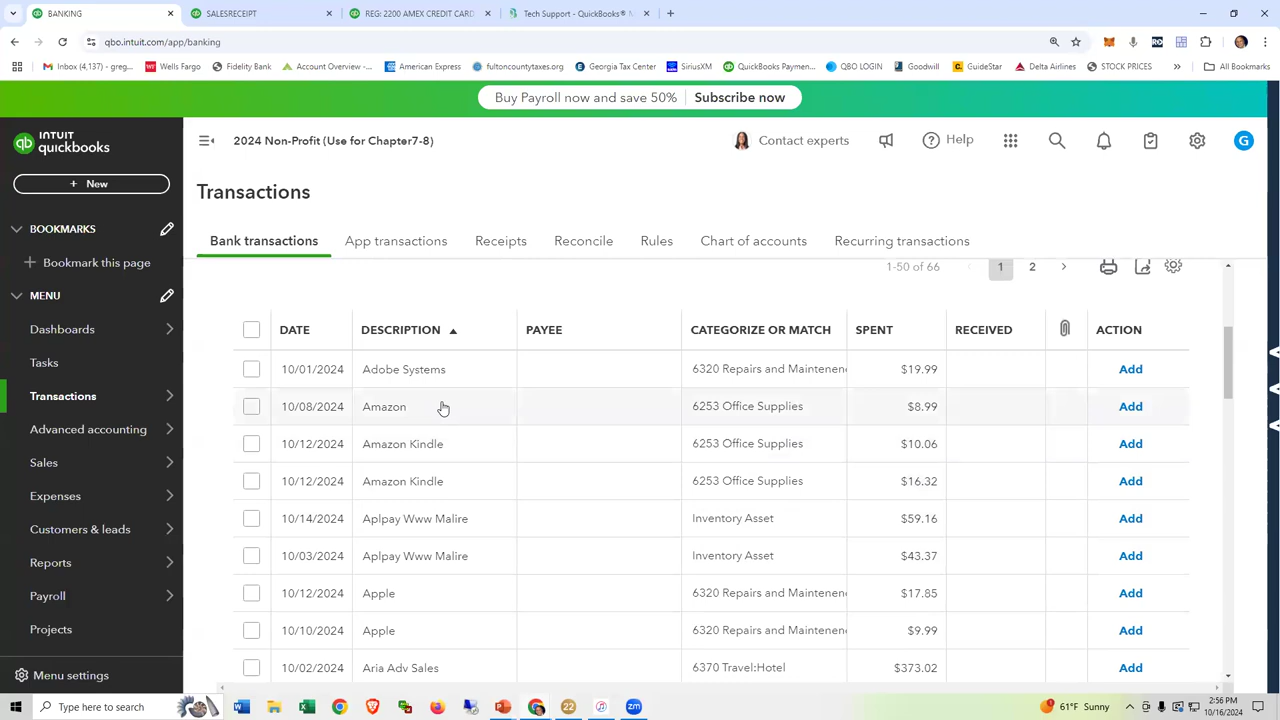 BANKING
SALESRECEIPT
REG: 2200 AMEX CREDIT CARD
Tech Support - QuickBooks®
qbo.intuit.com/app/banking
Inbox (4,137) - greg...
Wells Fargo
Fidelity Bank
Account Overview -...
American Express
fultoncountytaxes.org
Georgia Tax Center
SiriusXM
QuickBooks Paymen...
QBO LOGIN
Goodwill
GuideStar
Delta Airlines
STOCK PRICES
»
All Bookmarks
Buy Payroll now and save 50% Subscribe now
INTUIT
quickbooks
2024 Non-Profit (Use for Chapter7-8)
Contact experts
Help
G
+ New
Transactions
BOOKMARKS
Bookmark this page
MENU
Dashboards
Tasks
Transactions
Advanced accounting
Sales
Expenses
Customers & leads
Reports
Payroll
Projects
Menu settings
Bank transactions App transactions Receipts Reconcile Rules Chart of accounts Recurring transactions
1-50 of 66 1 2
DATE DESCRIPTION PAYEE CATEGORIZE OR MATCH SPENT RECEIVED ACTION
10/01/2024 Adobe Systems 6320 Repairs and Maintenenc $19.99 Add
10/08/2024 Amazon 6253 Office Supplies $8.99 Add
10/12/2024 Amazon Kindle 6253 Office Supplies $10.06 Add
10/12/2024 Amazon Kindle 6253 Office Supplies $16.32 Add
10/14/2024 Aplpay Www Malire Inventory Asset $59.16 Add
10/03/2024 Aplpay Www Malire Inventory Asset $43.37 Add
10/12/2024 Apple 6320 Repairs and Maintenenc $17.85 Add
10/10/2024 Apple 6320 Repairs and Maintenenc $9.99 Add
10/02/2024 Aria Adv Sales 6370 Travel:Hotel $373.02 Add
Type here to search
61°F Sunny
2:56 PM
10/16/2024